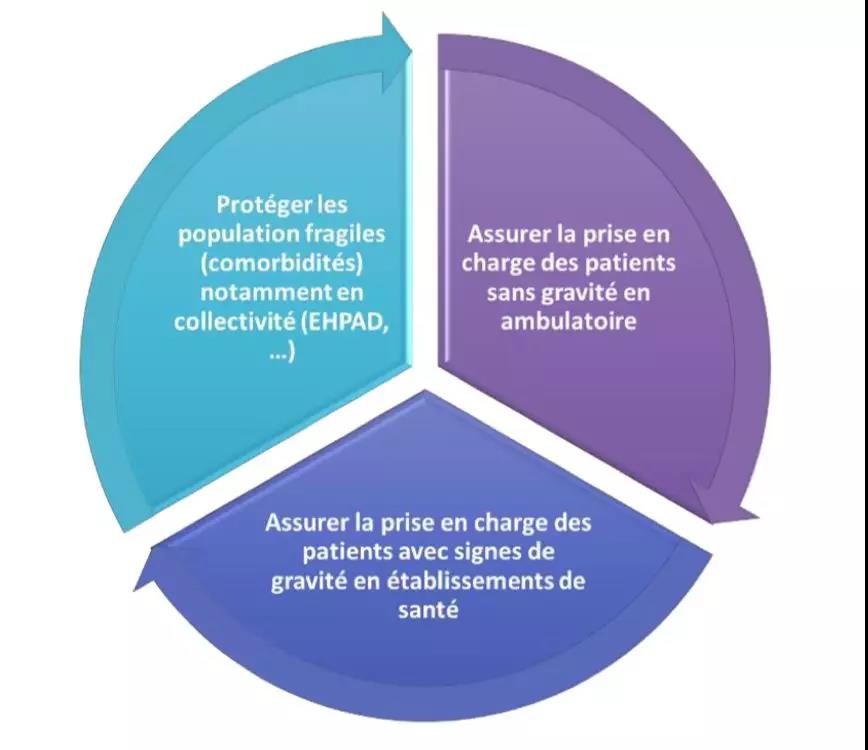 Protéger les
population fragiles
(comorbidités)
notamment en
collectivité (EHPAD,
...)
Assurer la prise en
charge des patients
sans gravité en
ambulatoire
Assurer la prise en charge des
patients avec signes de
gravité en établissements de
santé